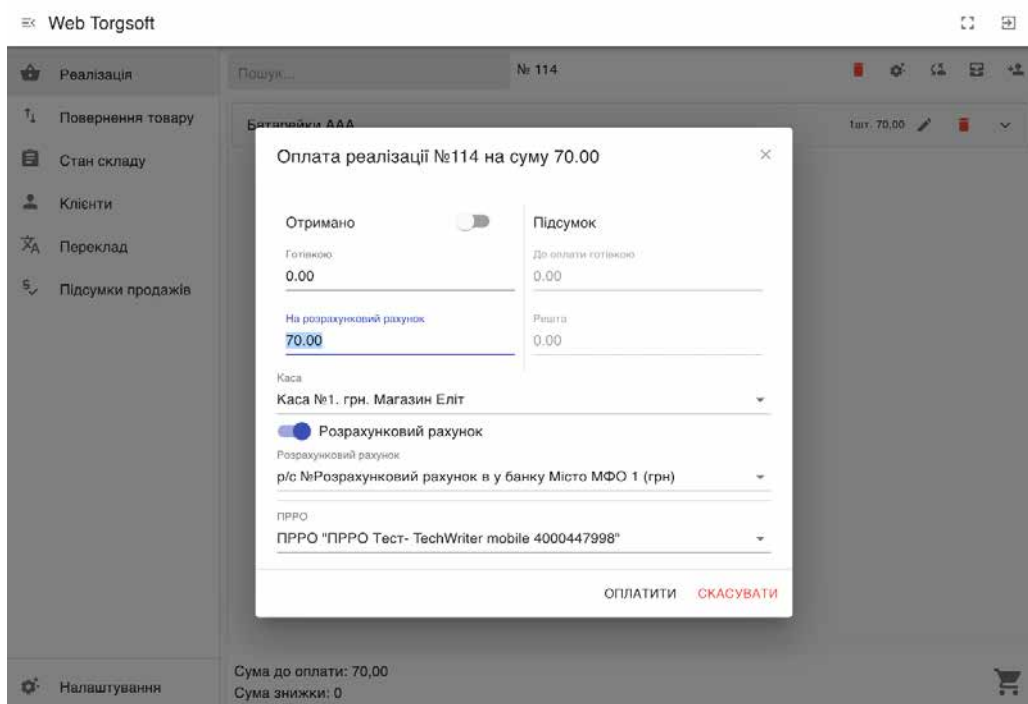 Web Torgsoft
Реалізація
Повернення товару
Стан складу
Клієнти
Переклад
Підсумки продажів
Налаштування
Пошук...
№ 114
Батарейки ААА
1шт. 70,00
Оплата реалізації №114 на суму 70.00
Отримано
Готівкою
0.00
На розрахунковий рахунок
70.00
Підсумок
До оплати готівкою
0.00
Решта
0.00
Каса
Каса №1. грн. Магазин Еліт
Розрахунковий рахунок
Розрахунковий рахунок
р/с №Розрахунковий рахунок в у банку Місто МФО 1 (грн)
ПРРО
ПРРО "ПРРО Тест- TechWriter mobile 4000447998"
ОПЛАТИТИ СКАСУВАТИ
Сума до оплати: 70,00
Сума знижки: 0